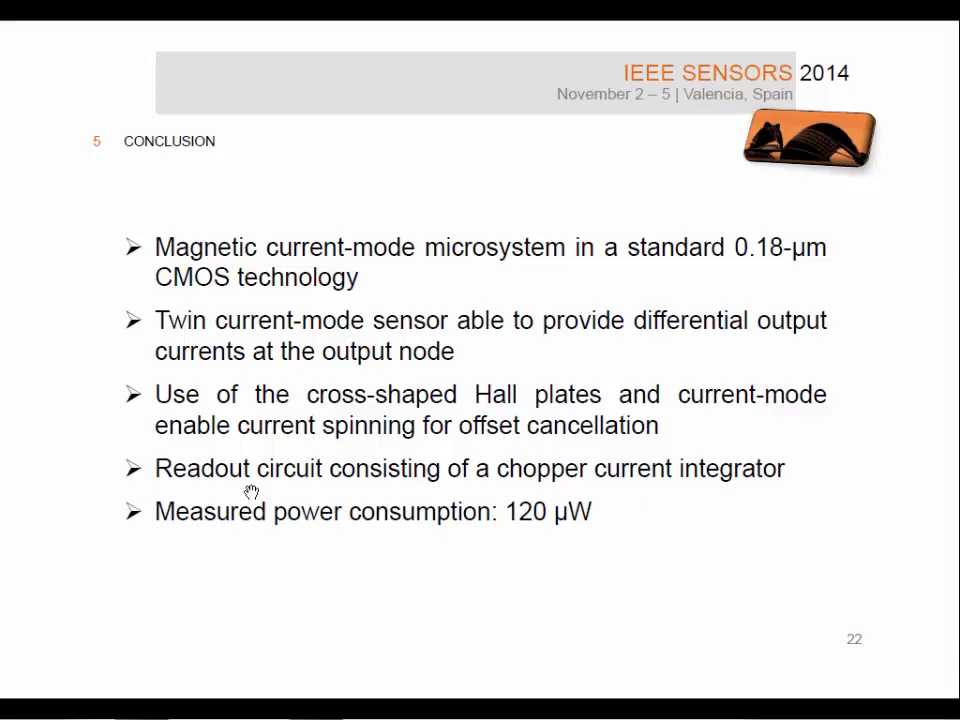 IEEE SENSORS 2014
November 2 – 5 | Valencia, Spain
5 CONCLUSION
➢ Magnetic current-mode microsystem in a standard 0.18-μm
CMOS technology
➢ Twin current-mode sensor able to provide differential output
currents at the output node
➢ Use of the cross-shaped Hall plates and current-mode
enable current spinning for offset cancellation
➢ Readout circuit consisting of a chopper current integrator
➢ Measured power consumption: 120 μW
22